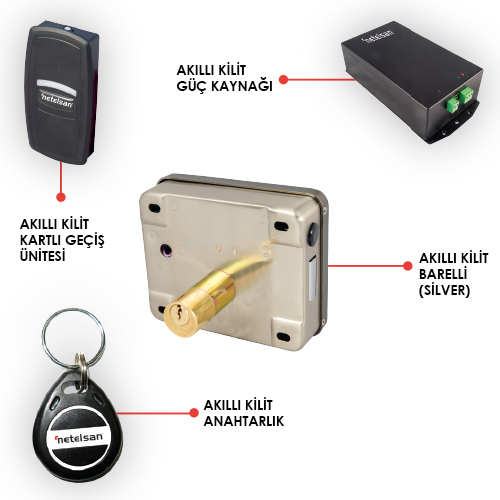 netelsan
AKILLI KİLİT
GÜÇ KAYNAĞI
netelsan
AKILLI KİLİT
KARTLI GEÇİŞ
ÜNİTESİ
AKILLI KİLİT
BARELLİ
(SİLVER)
netelsan
AKILLI KİLİT
ANAHTARLIK